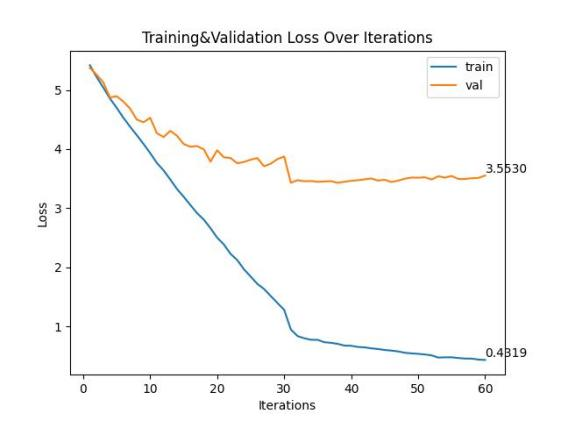 Training&Validation Loss Over Iterations
train
val
5
4
3
2
1
Loss
3.5530
0.4319
0 10 20 30 40 50 60
Iterations